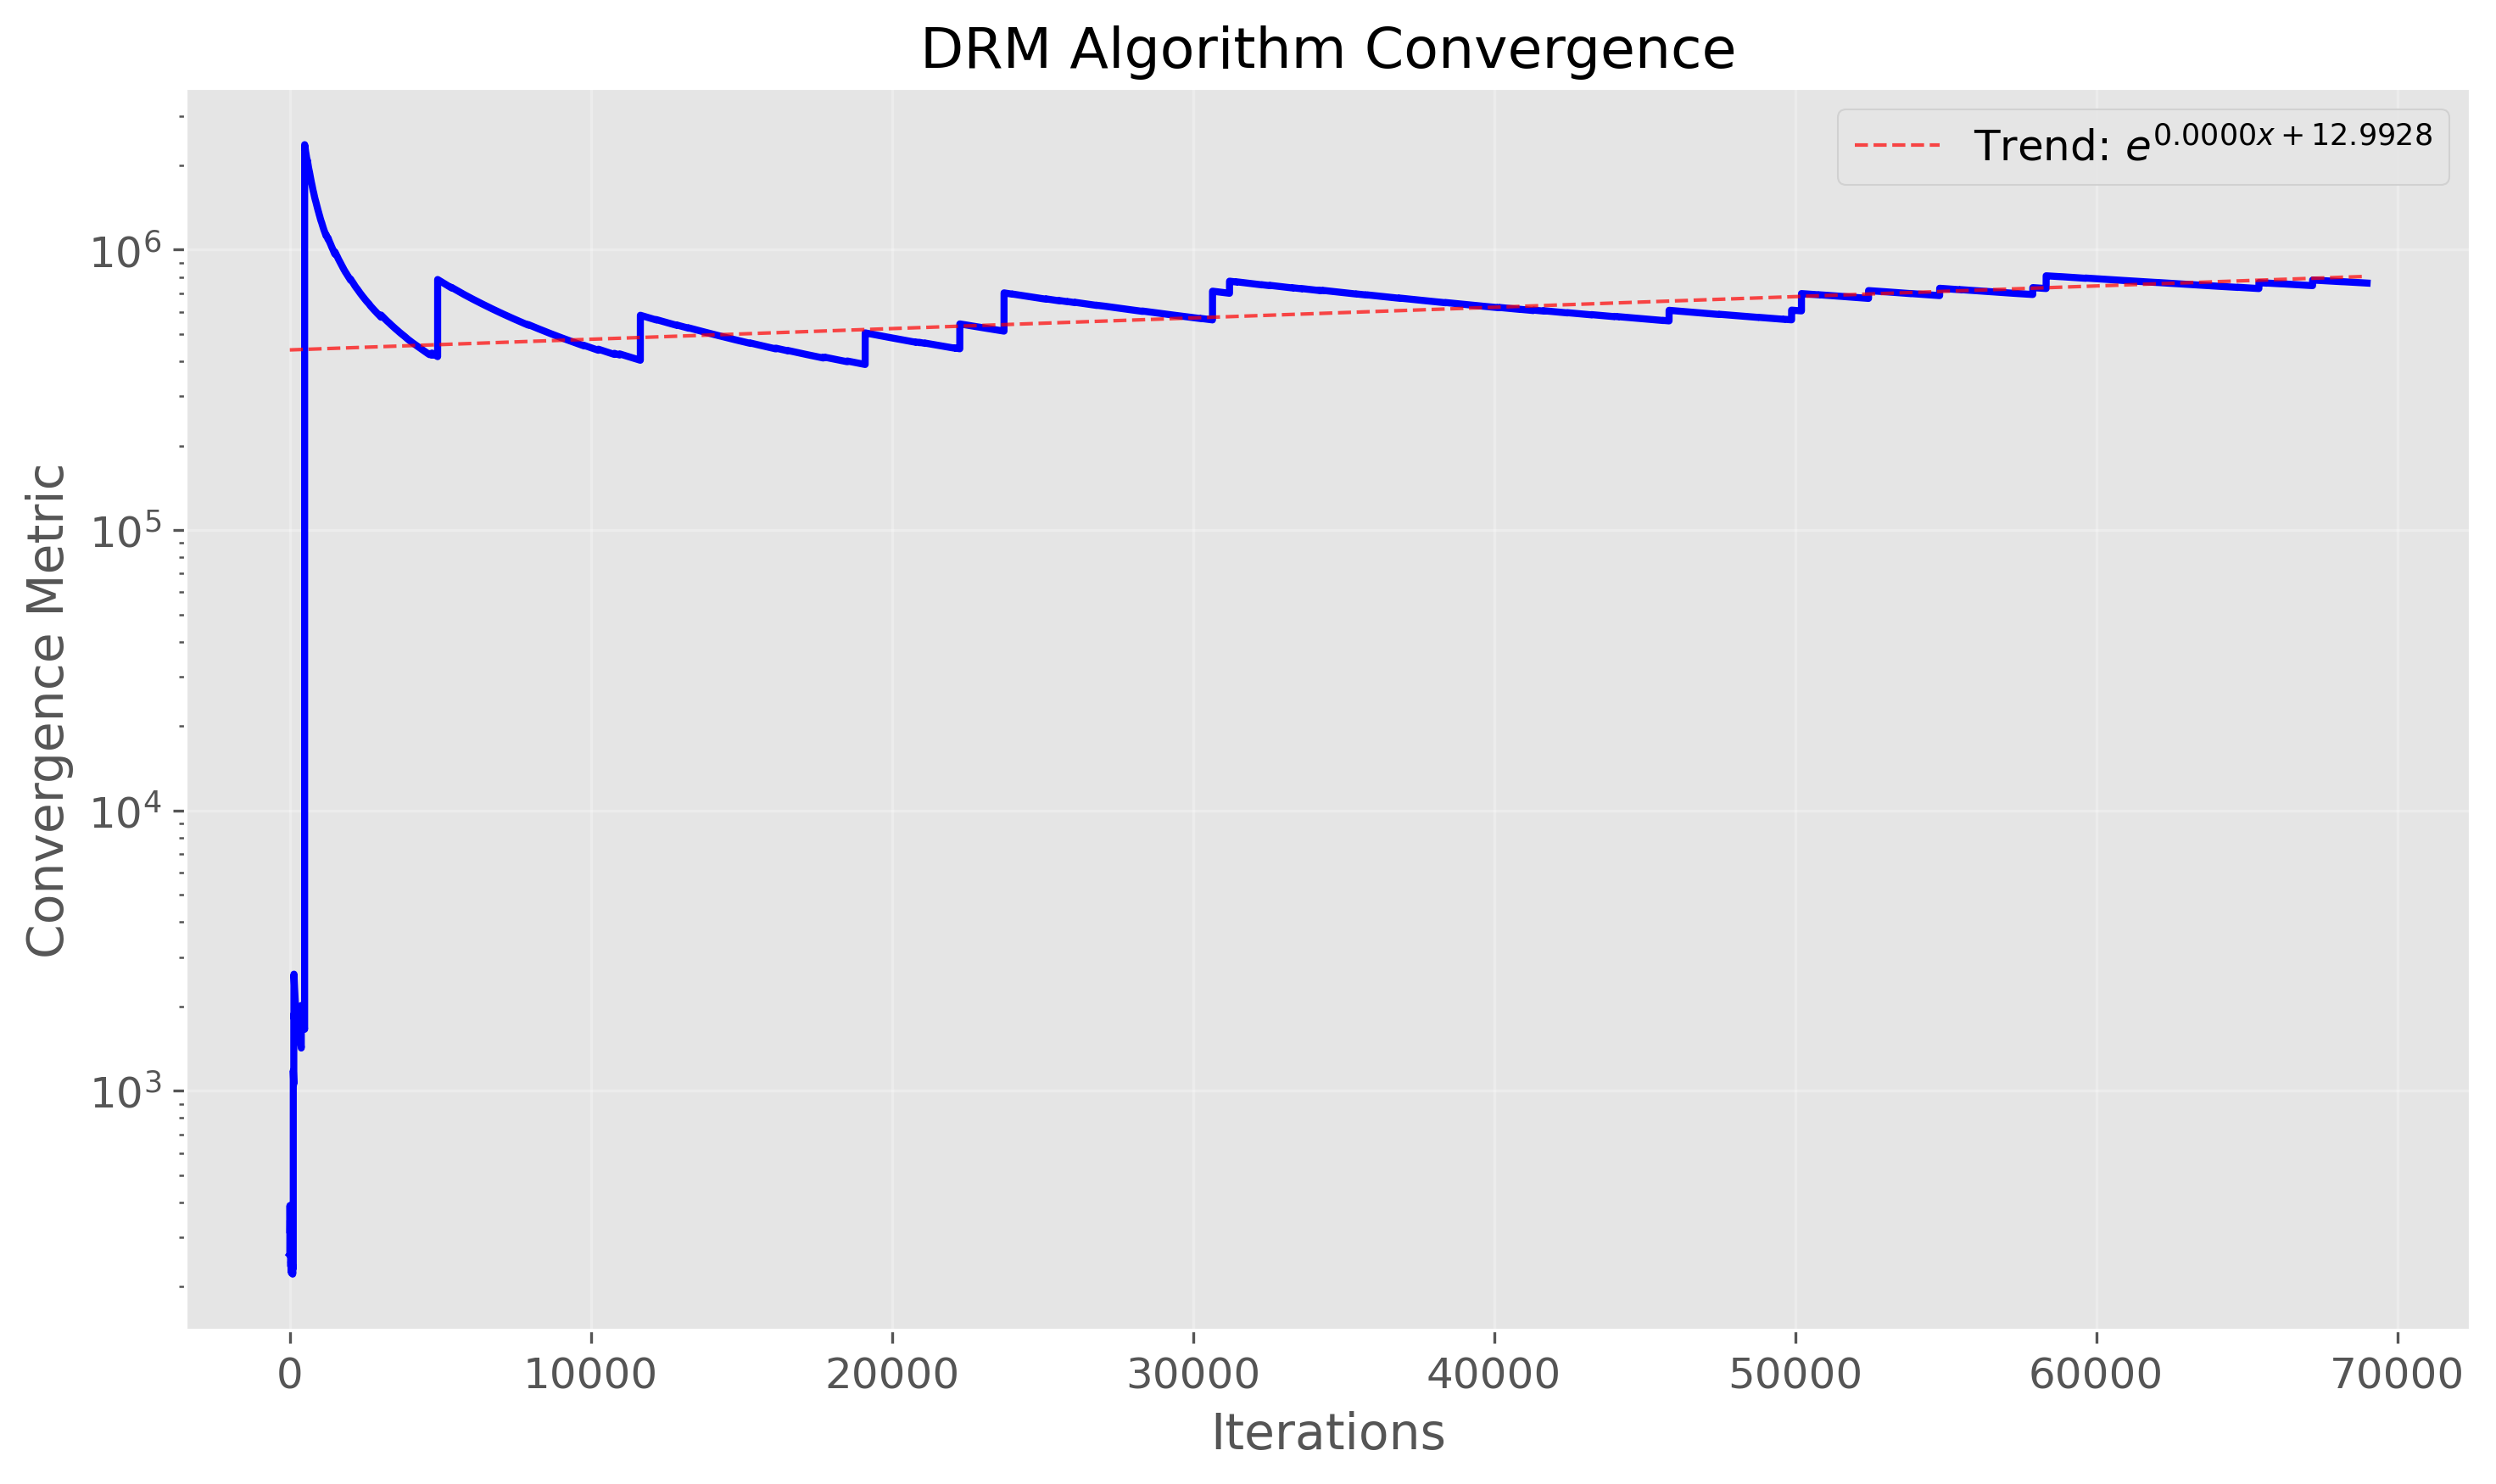 DRM Algorithm Convergence
Trend: e^{0.0000x + 12.9928}
Convergence Metric
10^6
10^5
10^4
10^3
0 10000 20000 30000 40000 50000 60000 70000
Iterations